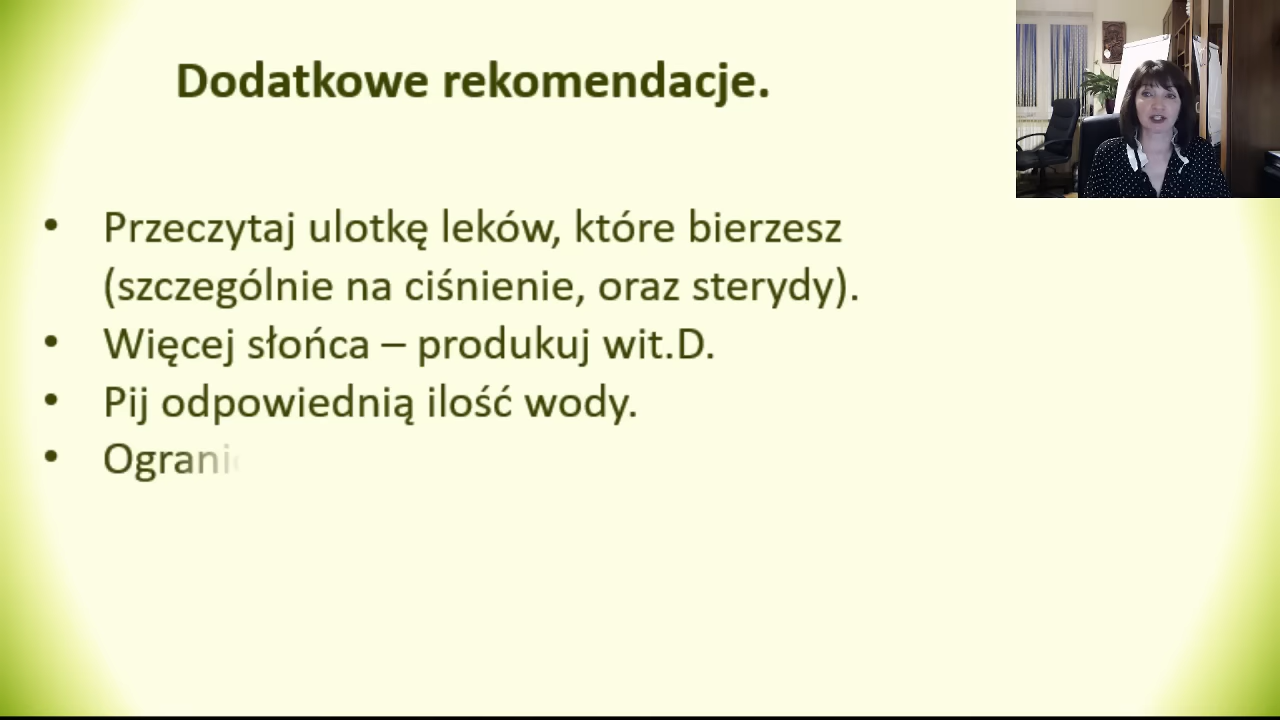 Dodatkowe rekomendacje.
• Przeczytaj ulotkę leków, które bierzesz
(szczególnie na ciśnienie, oraz sterydy).
• Więcej słońca – produkuj wit.D.
• Pij odpowiednią ilość wody.
• Ograni